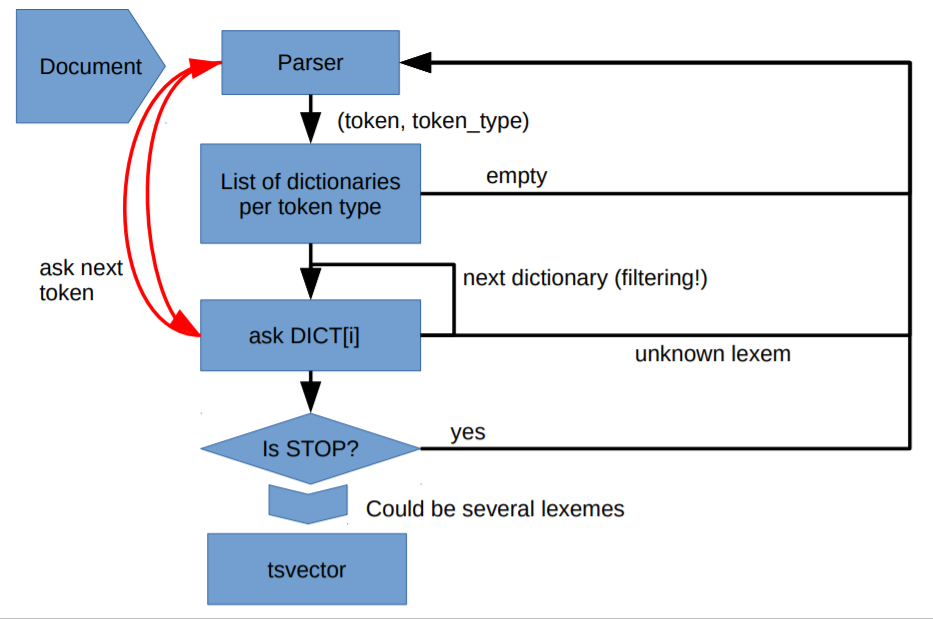 Document
Parser
(token, token_type)
List of dictionaries
per token type
empty
ask next
token
next dictionary (filtering!)
ask DICT[i]
unknown lexem
Is STOP?
yes
Could be several lexemes
tsvector